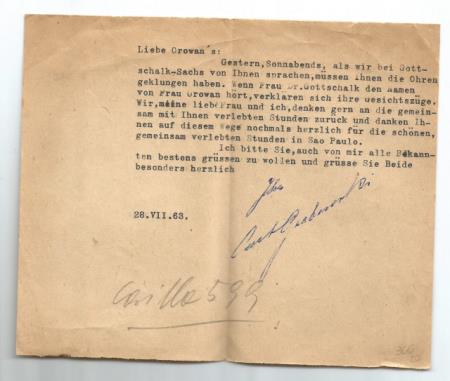 Liebe Orowan's:
Gestern,Sonnabends, als wir bei Gott-
schalk-Sachs von Ihnen sprachen,müssen Ihnen die Ohren
geklungen haben. Wenn Frau Dr.Gottschalk den Namen
von Frau Orowan hört,verklären sich ihre Gesichtszüge.
Wir,meine liebe Frau und ich,denken gern an die gemein-
sam mit Ihnen verlebten Stunden zurück und danken Ih-
nen auf diesem Wege nochmals herzlich für die schönen,
gemeinsam verlebten Stunden in Sao Paulo.
Ich bitte Sie,auch von mir alle Bekann-
ten bestens grüssen zu wollen und grüsse Sie Beide
besonders herzlich
Ihr
28.VII.63.
Casilla 599